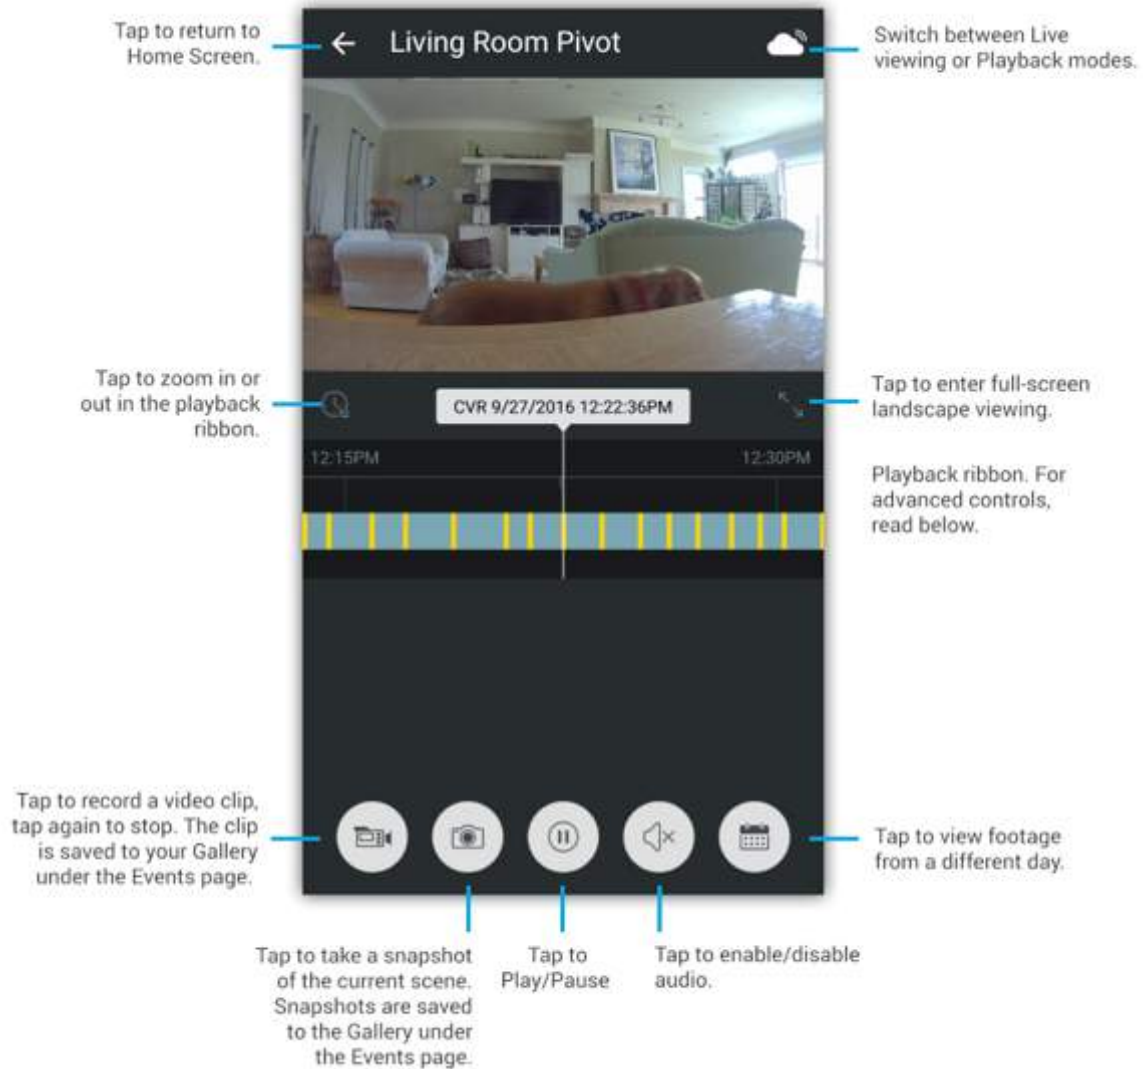 Tap to return to
Home Screen.
Living Room Pivot
Switch between Live
viewing or Playback modes.
Tap to zoom in or
out in the playback
ribbon.
CVR 9/27/2016 12:22:36PM
Tap to enter full-screen
landscape viewing.
12:15PM
12:30PM
Playback ribbon. For
advanced controls,
read below.
Tap to record a video clip,
tap again to stop. The clip
is saved to your Gallery
under the Events page.
Tap to view footage
from a different day.
Tap to take a snapshot
of the current scene.
Snapshots are saved
to the Gallery under
the Events page.
Tap to
Play/Pause
Tap to enable/disable
audio.